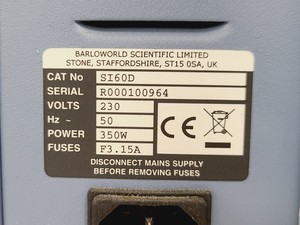 BARLOWORLD SCIENTIFIC LIMITED
STONE, STAFFORDSHIRE, ST15 0SA, UK
CAT No SI60D
SERIAL R000100964
VOLTS 230
Hz ~ 50
POWER 350W
FUSES F3.15A
CE
DISCONNECT MAINS SUPPLY
BEFORE REMOVING FUSES